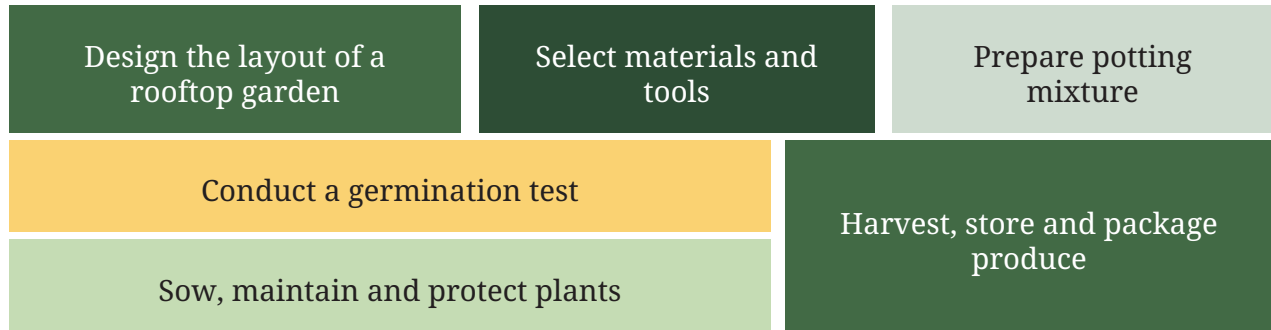 Design the layout of a
rooftop garden
Select materials and
tools
Prepare potting
mixture
Conduct a germination test
Sow, maintain and protect plants
Harvest, store and package
produce